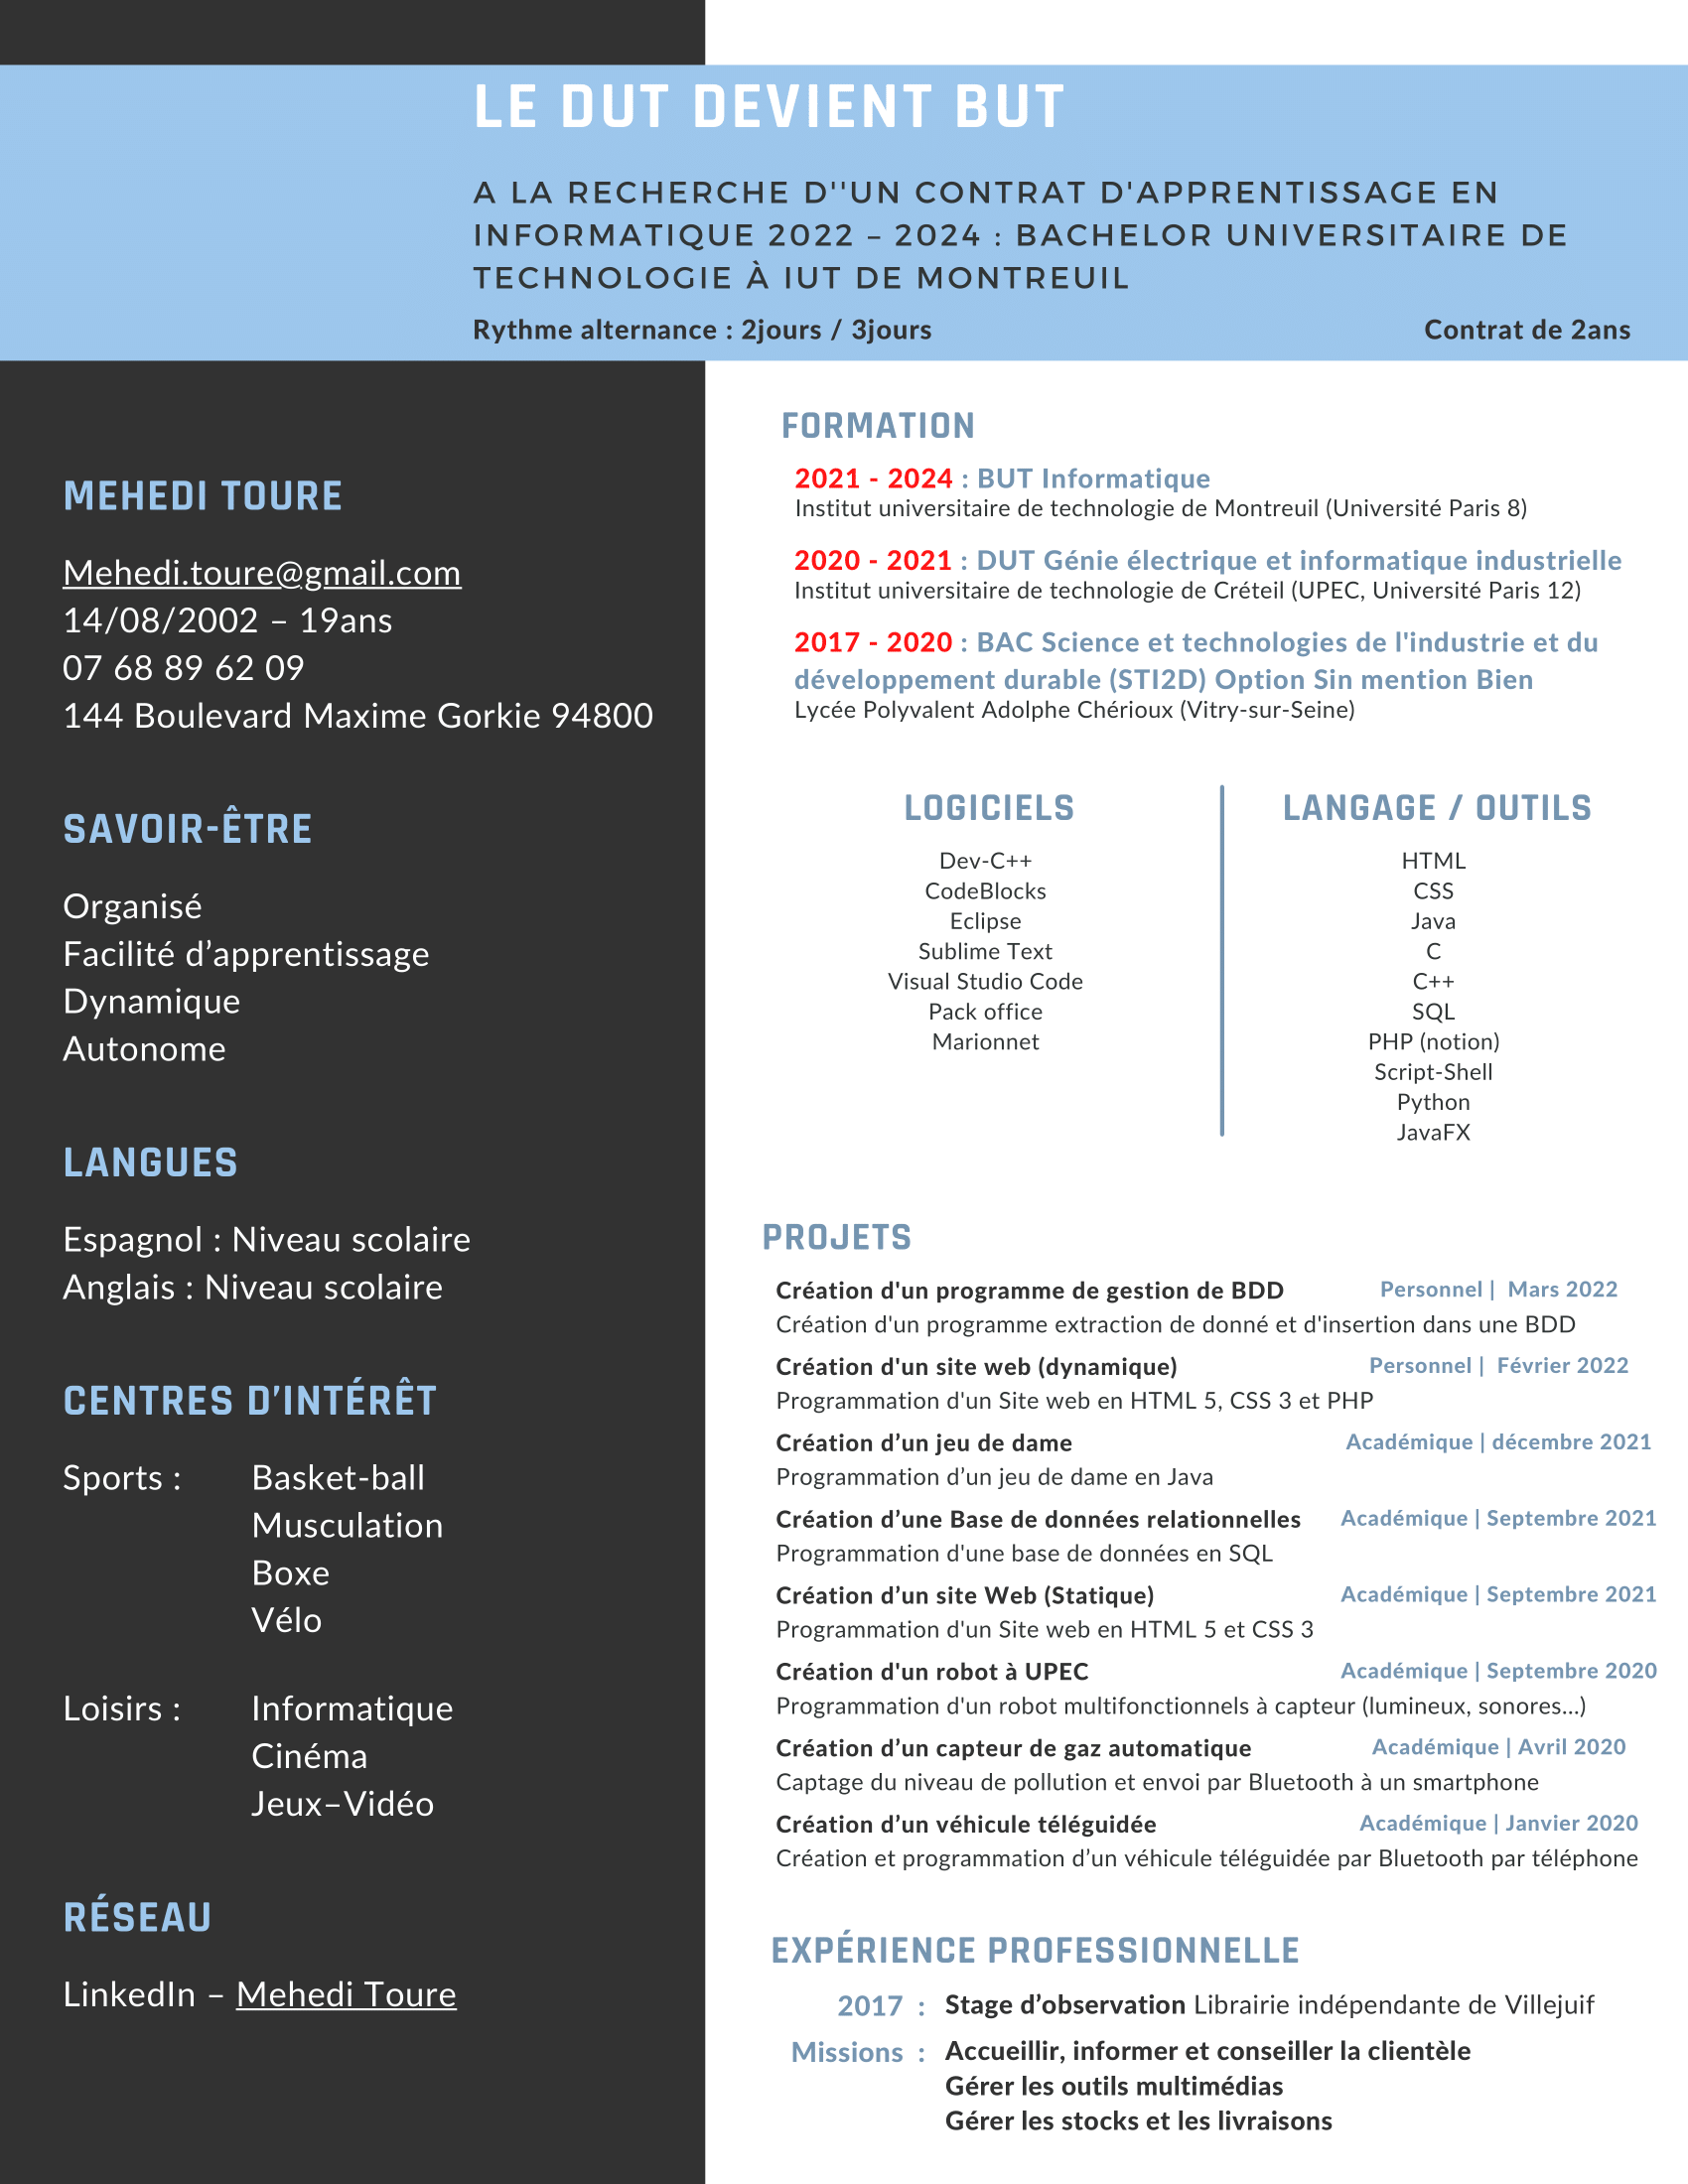 LE DUT DEVIENT BUT
A LA RECHERCHE D''UN CONTRAT D'APPRENTISSAGE EN
INFORMATIQUE 2022 – 2024 : BACHELOR UNIVERSITAIRE DE
TECHNOLOGIE À IUT DE MONTREUIL
Rythme alternance : 2jours / 3jours
Contrat de 2ans
MEHEDI TOURE
Mehedi.toure@gmail.com
14/08/2002 – 19ans
07 68 89 62 09
144 Boulevard Maxime Gorkie 94800
SAVOIR-ÊTRE
Organisé
Facilité d’apprentissage
Dynamique
Autonome
LANGUES
Espagnol : Niveau scolaire
Anglais : Niveau scolaire
CENTRES D’INTÉRÊT
Sports : Basket-ball
Musculation
Boxe
Vélo
Loisirs : Informatique
Cinéma
Jeux–Vidéo
RÉSEAU
LinkedIn – Mehedi Toure
FORMATION
2021 - 2024 : BUT Informatique
Institut universitaire de technologie de Montreuil (Université Paris 8)
2020 - 2021 : DUT Génie électrique et informatique industrielle
Institut universitaire de technologie de Créteil (UPEC, Université Paris 12)
2017 - 2020 : BAC Science et technologies de l'industrie et du
développement durable (STI2D) Option Sin mention Bien
Lycée Polyvalent Adolphe Chérioux (Vitry-sur-Seine)
LOGICIELS
Dev-C++
CodeBlocks
Eclipse
Sublime Text
Visual Studio Code
Pack office
Marionnet
LANGAGE / OUTILS
HTML
CSS
Java
C
C++
SQL
PHP (notion)
Script-Shell
Python
JavaFX
PROJETS
Création d'un programme de gestion de BDD Personnel | Mars 2022
Création d'un programme extraction de donné et d'insertion dans une BDD
Création d'un site web (dynamique) Personnel | Février 2022
Programmation d'un Site web en HTML 5, CSS 3 et PHP
Création d’un jeu de dame Académique | décembre 2021
Programmation d’un jeu de dame en Java
Création d’une Base de données relationnelles Académique | Septembre 2021
Programmation d'une base de données en SQL
Création d’un site Web (Statique) Académique | Septembre 2021
Programmation d'un Site web en HTML 5 et CSS 3
Création d'un robot à UPEC Académique | Septembre 2020
Programmation d'un robot multifonctionnels à capteur (lumineux, sonores...)
Création d’un capteur de gaz automatique Académique | Avril 2020
Captage du niveau de pollution et envoi par Bluetooth à un smartphone
Création d’un véhicule téléguidée Académique | Janvier 2020
Création et programmation d’un véhicule téléguidée par Bluetooth par téléphone
EXPÉRIENCE PROFESSIONNELLE
2017 : Stage d’observation Librairie indépendante de Villejuif
Missions : Accueillir, informer et conseiller la clientèle
Gérer les outils multimédias
Gérer les stocks et les livraisons